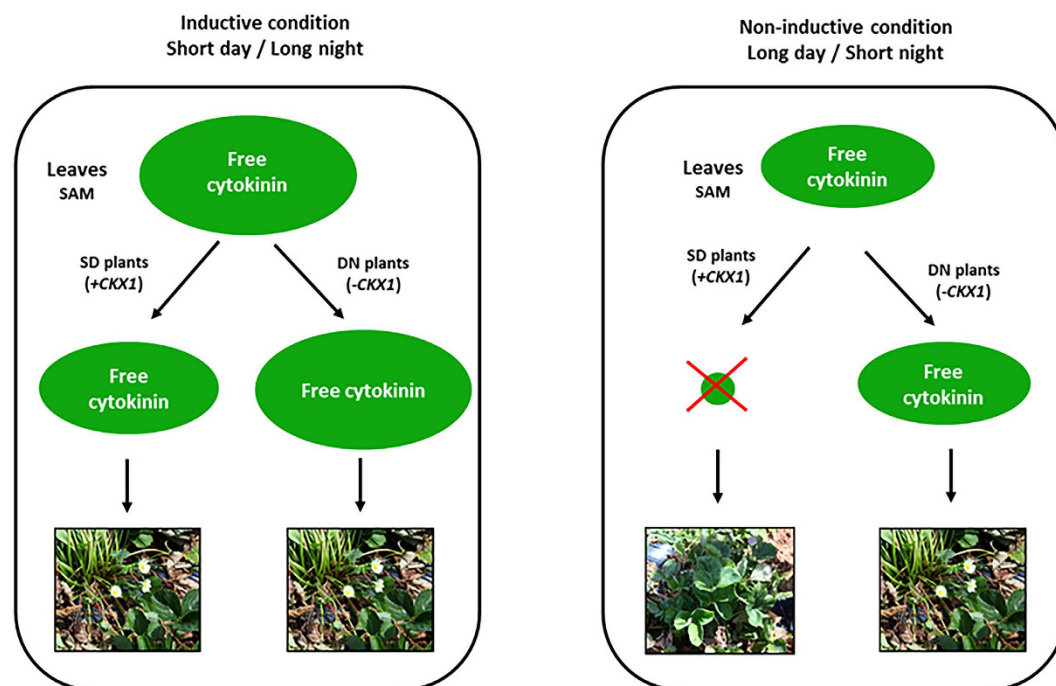 Inductive condition
Short day / Long night
Leaves
SAM
Free
cytokinin
SD plants
(+CKX1)
DN plants
(-CKX1)
Free
cytokinin
Free cytokinin
Non-inductive condition
Long day / Short night
Leaves
SAM
Free
cytokinin
SD plants
(+CKX1)
DN plants
(-CKX1)
Free
cytokinin